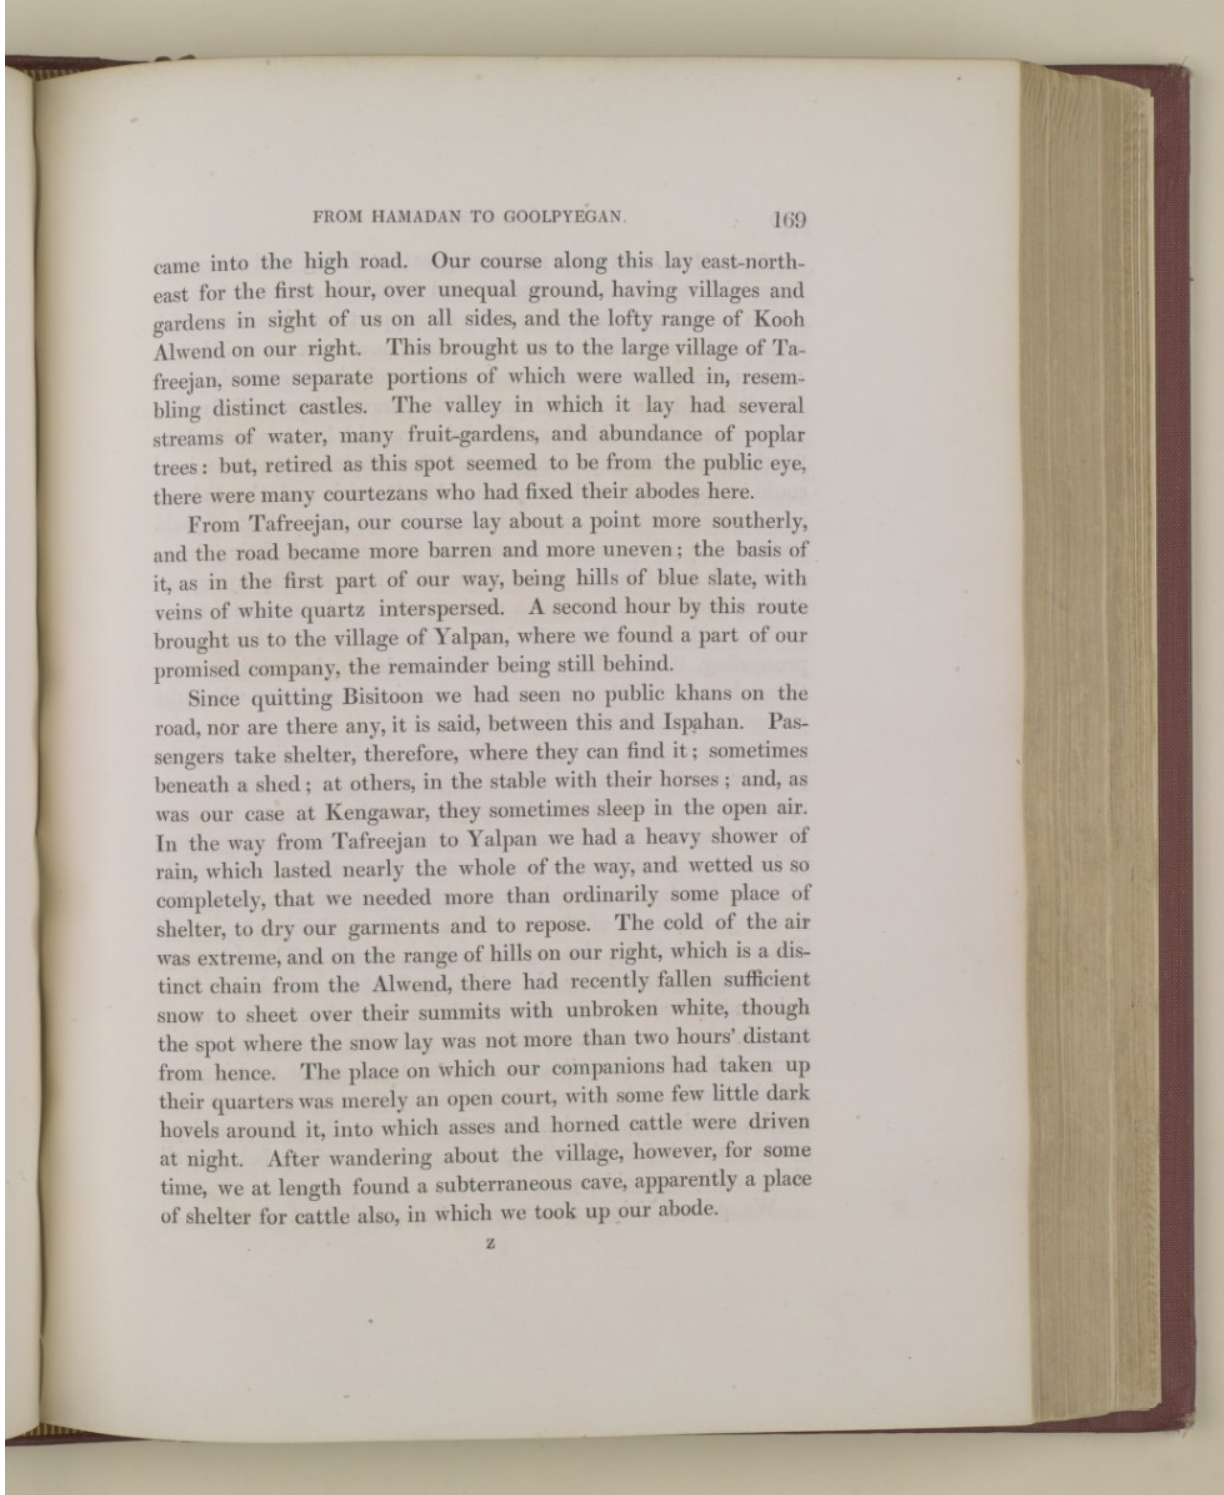 FROM HAMADAN TO GOOLPYEGAN. 169
came into the high road. Our course along this lay east-north-
east for the first hour, over unequal ground, having villages and
gardens in sight of us on all sides, and the lofty range of Kooh
Alwend on our right. This brought us to the large village of Ta-
freejan, some separate portions of which were walled in, resem-
bling distinct castles. The valley in which it lay had several
streams of water, many fruit-gardens, and abundance of poplar
trees: but, retired as this spot seemed to be from the public eye,
there were many courtezans who had fixed their abodes here.
From Tafreejan, our course lay about a point more southerly,
and the road became more barren and more uneven; the basis of
it, as in the first part of our way, being hills of blue slate, with
veins of white quartz interspersed. A second hour by this route
brought us to the village of Yalpan, where we found a part of our
promised company, the remainder being still behind.
Since quitting Bisitoon we had seen no public khans on the
road, nor are there any, it is said, between this and Ispahan. Pas-
sengers take shelter, therefore, where they can find it; sometimes
beneath a shed; at others, in the stable with their horses; and, as
was our case at Kengawar, they sometimes sleep in the open air.
In the way from Tafreejan to Yalpan we had a heavy shower of
rain, which lasted nearly the whole of the way, and wetted us so
completely, that we needed more than ordinarily some place of
shelter, to dry our garments and to repose. The cold of the air
was extreme, and on the range of hills on our right, which is a dis-
tinct chain from the Alwend, there had recently fallen sufficient
snow to sheet over their summits with unbroken white, though
the spot where the snow lay was not more than two hours' distant
from hence. The place on which our companions had taken up
their quarters was merely an open court, with some few little dark
hovels around it, into which asses and horned cattle were driven
at night. After wandering about the village, however, for some
time, we at length found a subterraneous cave, apparently a place
of shelter for cattle also, in which we took up our abode.
Z